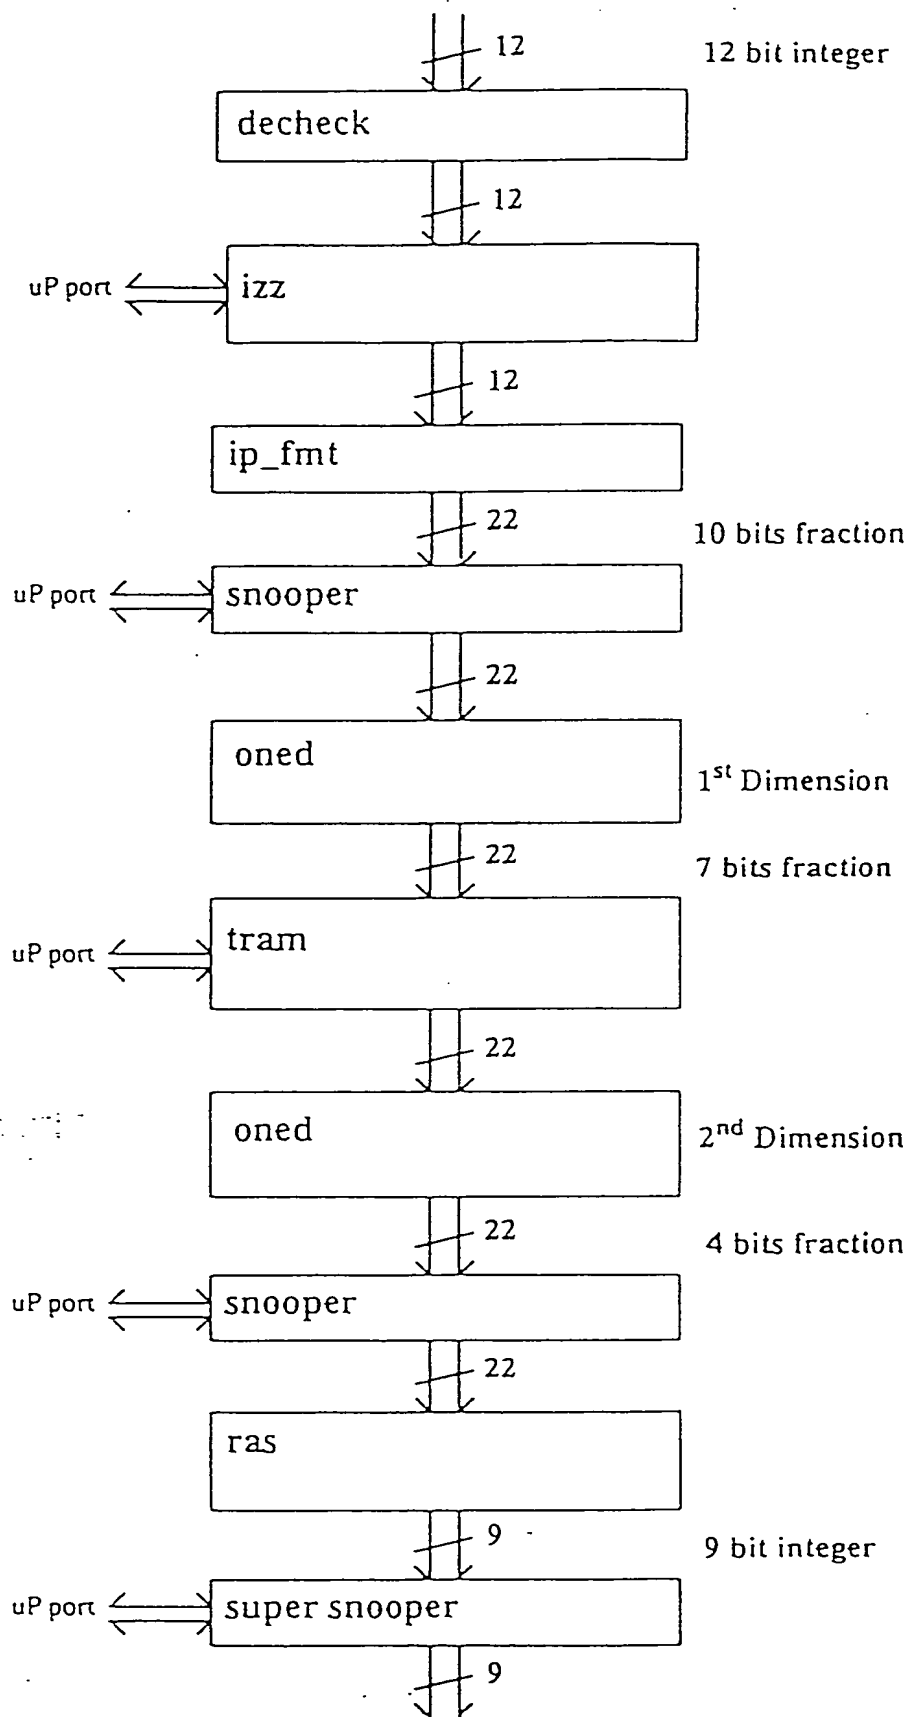 12
12 bit integer
decheck
12
uP port
izz
12
ip_fmt
22
10 bits fraction
uP port
snooper
22
oned
1st Dimension
22
7 bits fraction
uP port
tram
22
oned
2nd Dimension
22
4 bits fraction
uP port
snooper
22
ras
9
9 bit integer
uP port
super snooper
9